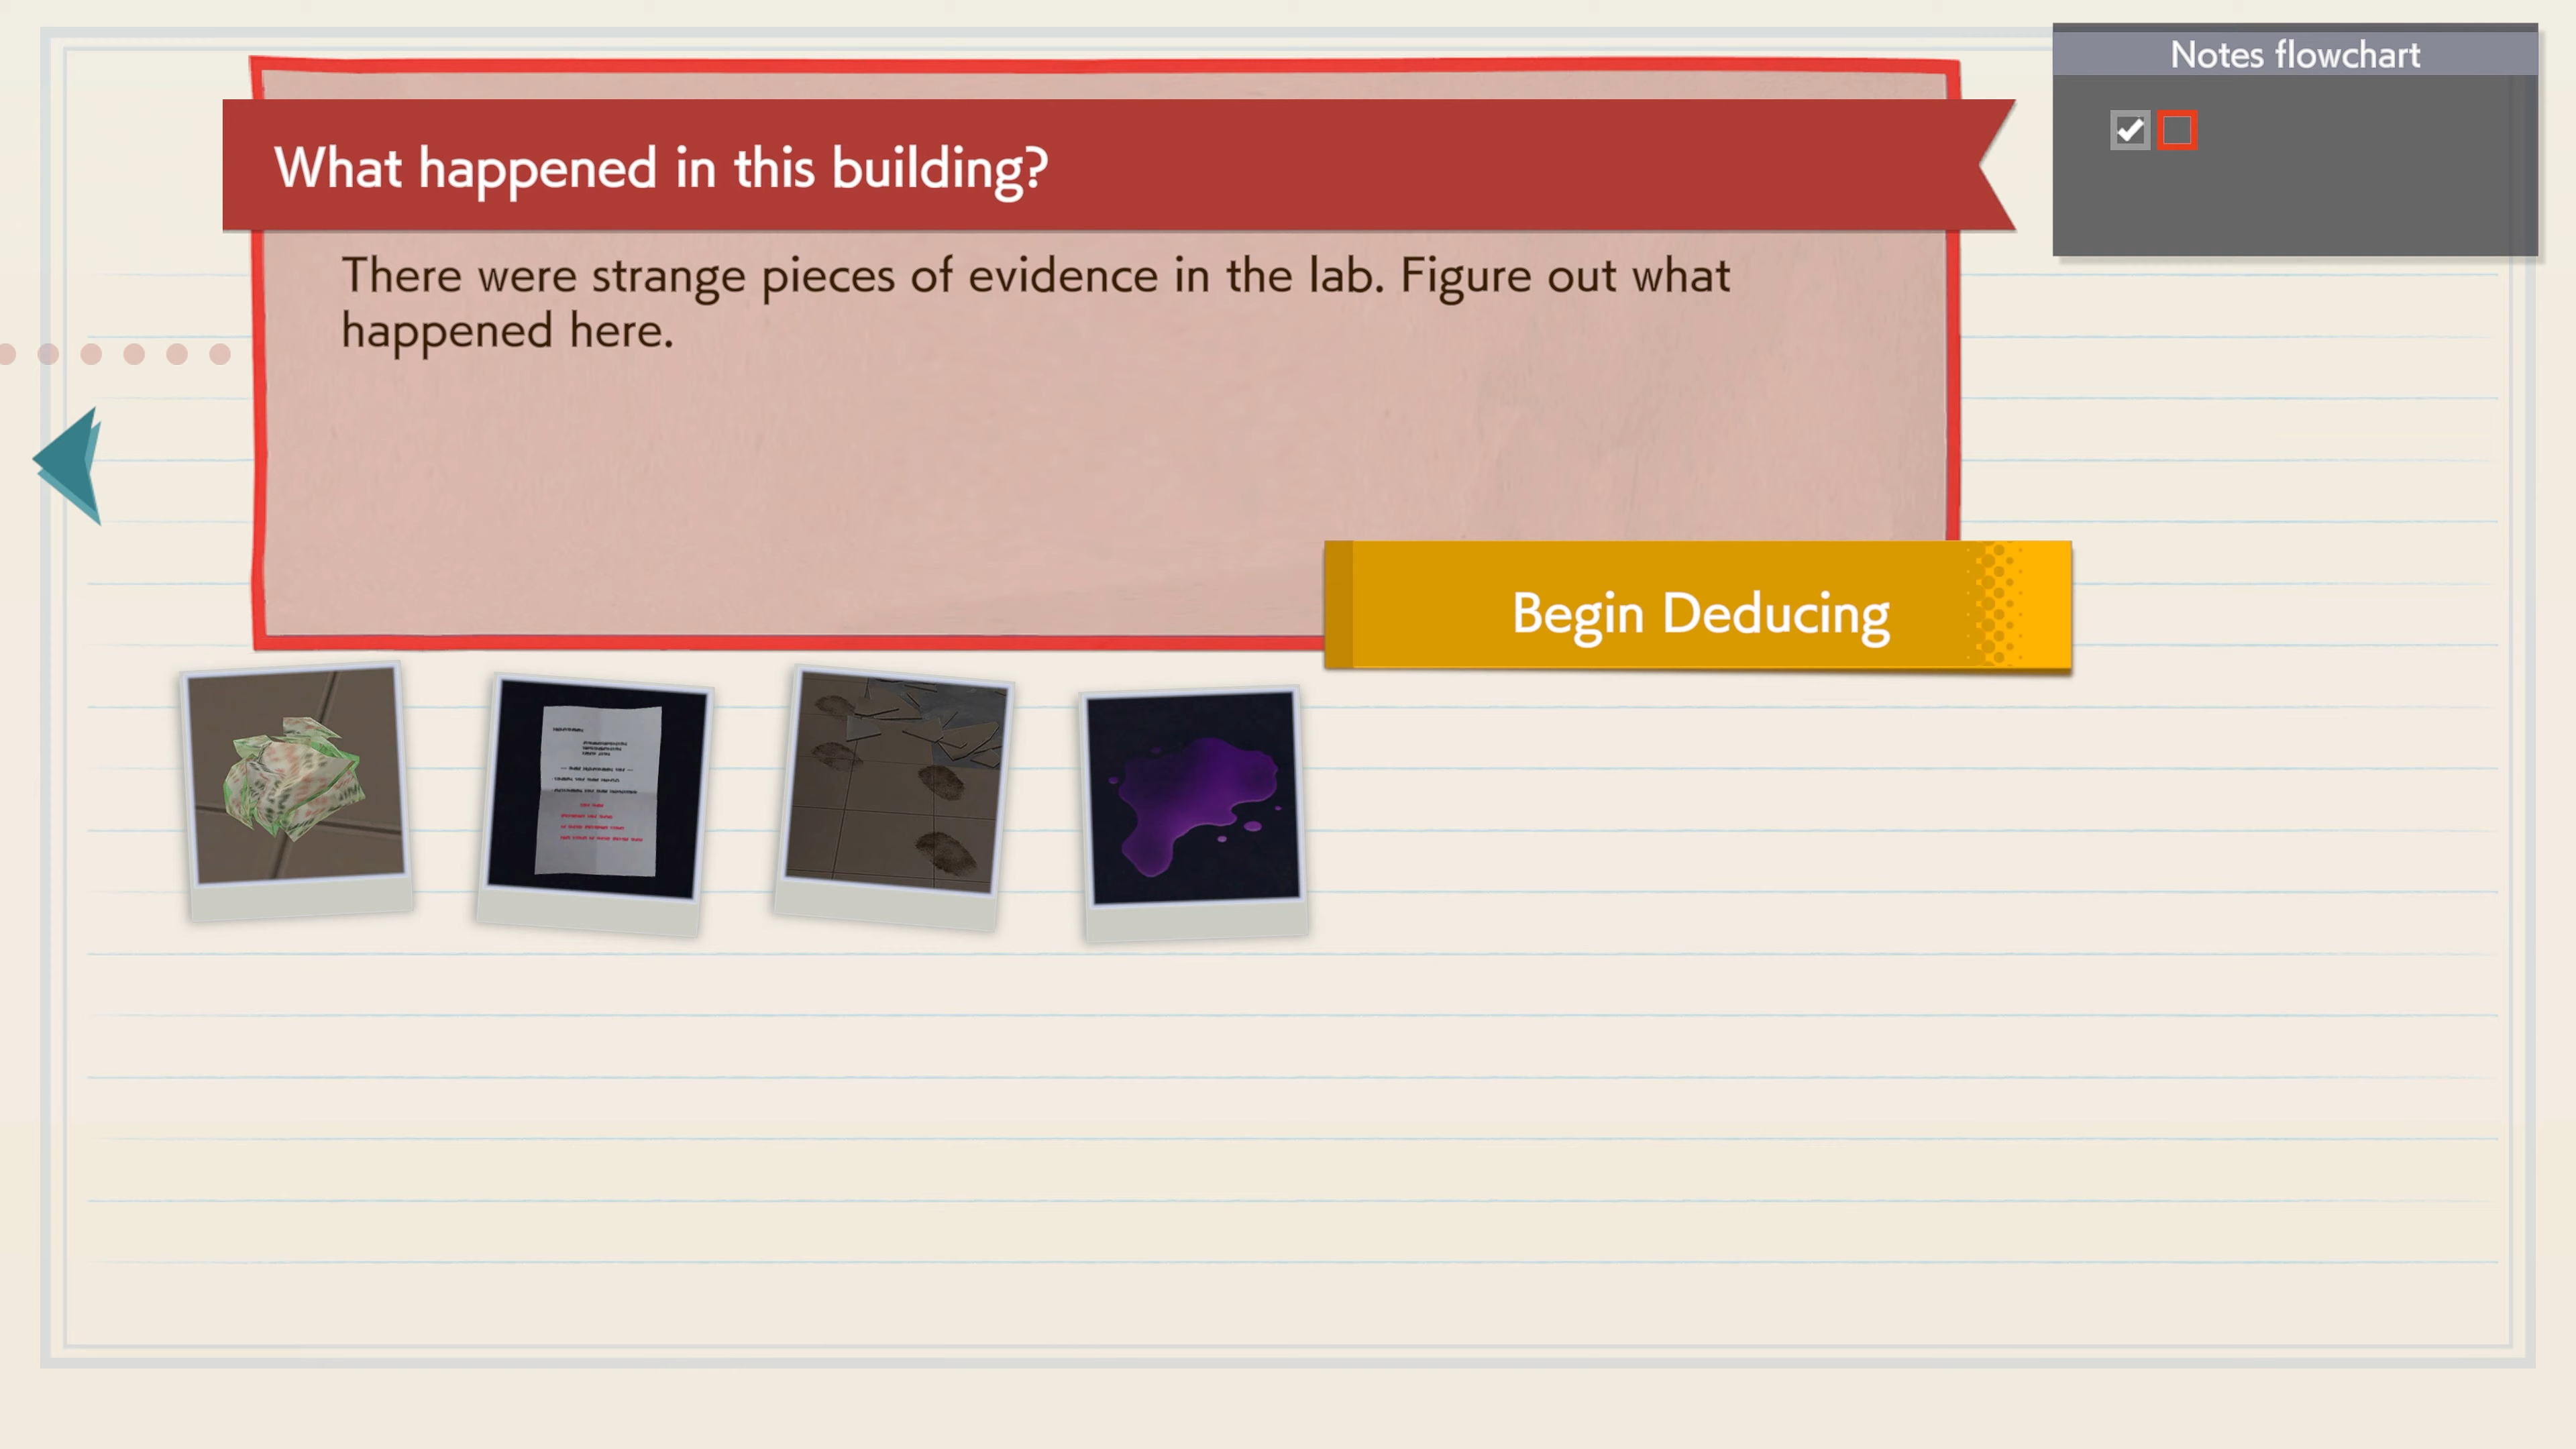 Notes flowchart
What happened in this building?
There were strange pieces of evidence in the lab. Figure out what
happened here.
Begin Deducing